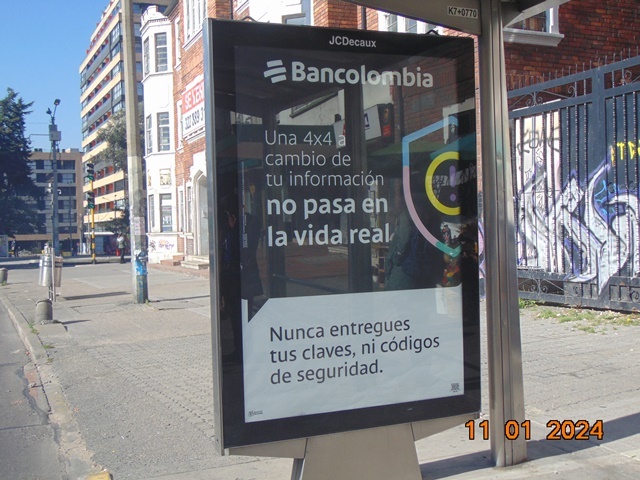 K7+0770
JCDecaux
Bancolombia
Una 4x4 a
cambio de
tu información
no pasa en
la vida real
Nunca entregues
tus claves, ni códigos
de seguridad.
11 01 2024